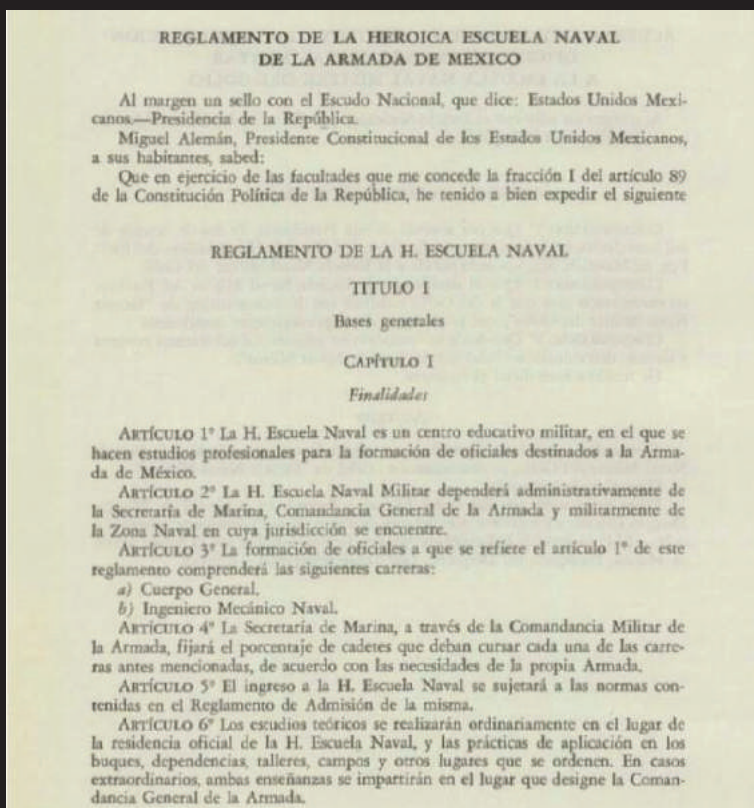 REGLAMENTO DE LA HEROICA ESCUELA NAVAL
DE LA ARMADA DE MEXICO
Al margen un sello con el Escudo Nacional, que dice: Estados Unidos Mexi-
canos.—Presidencia de la República.
Miguel Alemán, Presidente Constitucional de los Estados Unidos Mexicanos,
a sus habitantes, sabed:
Que en ejercicio de las facultades que me concede la fracción I del artículo 89
de la Constitución Política de la República, he tenido a bien expedir el siguiente
REGLAMENTO DE LA H. ESCUELA NAVAL
TITULO I
Bases generales
CAPÍTULO I
Finalidades
ARTÍCULO 1° La H. Escuela Naval es un centro educativo militar, en el que se
hacen estudios profesionales para la formación de oficiales destinados a la Arma-
da de México.
ARTÍCULO 2° La H. Escuela Naval Militar dependerá administrativamente de
la Secretaría de Marina, Comandancia General de la Armada y militarmente de
la Zona Naval en cuya jurisdicción se encuentre.
ARTÍCULO 3° La formación de oficiales a que se refiere el artículo 1° de este
reglamento comprenderá las siguientes carreras:
a) Cuerpo General.
b) Ingeniero Mecánico Naval.
ARTÍCULO 4° La Secretaría de Marina, a través de la Comandancia Militar de
la Armada, fijará el porcentaje de cadetes que deban cursar cada una de las carre-
ras antes mencionadas, de acuerdo con las necesidades de la propia Armada.
ARTÍCULO 5° El ingreso a la H. Escuela Naval se sujetará a las normas con-
tenidas en el Reglamento de Admisión de la misma.
ARTÍCULO 6° Los estudios teóricos se realizarán ordinariamente en el lugar de
la residencia oficial de la H. Escuela Naval, y las prácticas de aplicación en los
buques, dependencias, talleres, campos y otros lugares que se ordenen. En casos
extraordinarios, ambas enseñanzas se impartirán en el lugar que designe la Coman-
dancia General de la Armada.